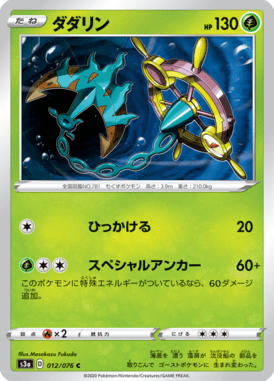 たね ダダリン HP 130
全国図鑑NO.781 もくずポケモン 高さ：3.9m 重さ：210.0kg
ひっかける 20
スペシャルアンカー 60+
このポケモンに特殊エネルギーがついているなら、60ダメージ
追加。
弱点 ×2 抵抗力 にげる
Illus.Masakazu Fukuda
s3a D 012/076 C
海底を 漂う 藻屑が 沈没船の 部品を
取りこんで ゴーストポケモンに 生まれ変わった。
©2020 Pokémon/Nintendo/Creatures/GAME FREAK.